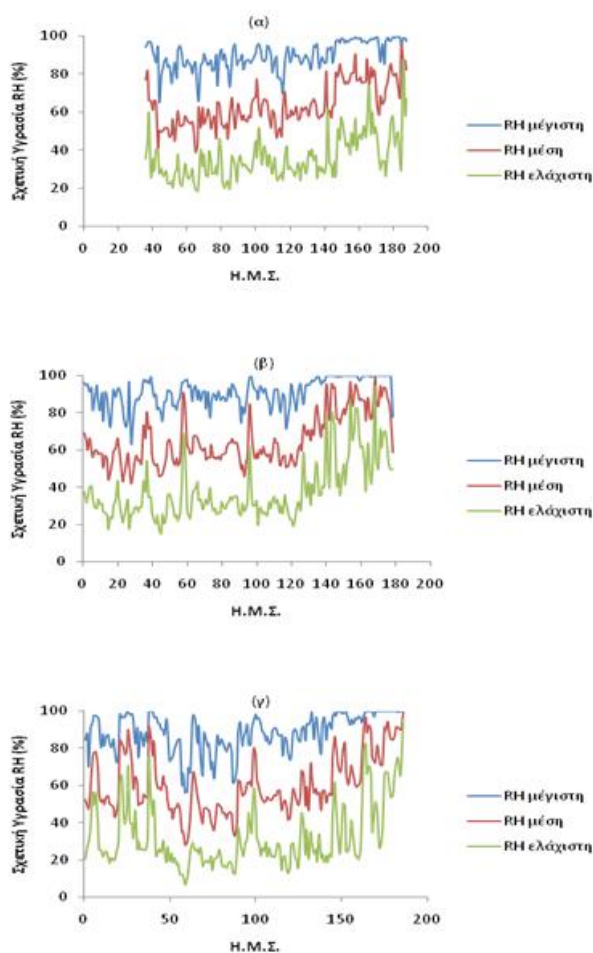 (α)
Σχετική Υγρασία RH (%)
100
80
60
40
20
0
0 20 40 60 80 100 120 140 160 180 200
Η.Μ.Σ.
RH μέγιστη
RH μέση
RH ελάχιστη
(β)
Σχετική Υγρασία RH (%)
100
80
60
40
20
0
0 20 40 60 80 100 120 140 160 180 200
Η.Μ.Σ.
RH μέγιστη
RH μέση
RH ελάχιστη
(γ)
Σχετική Υγρασία RH (%)
100
80
60
40
20
0
0 50 100 150 200
Η.Μ.Σ.
RH μέγιστη
RH μέση
RH ελάχιστη